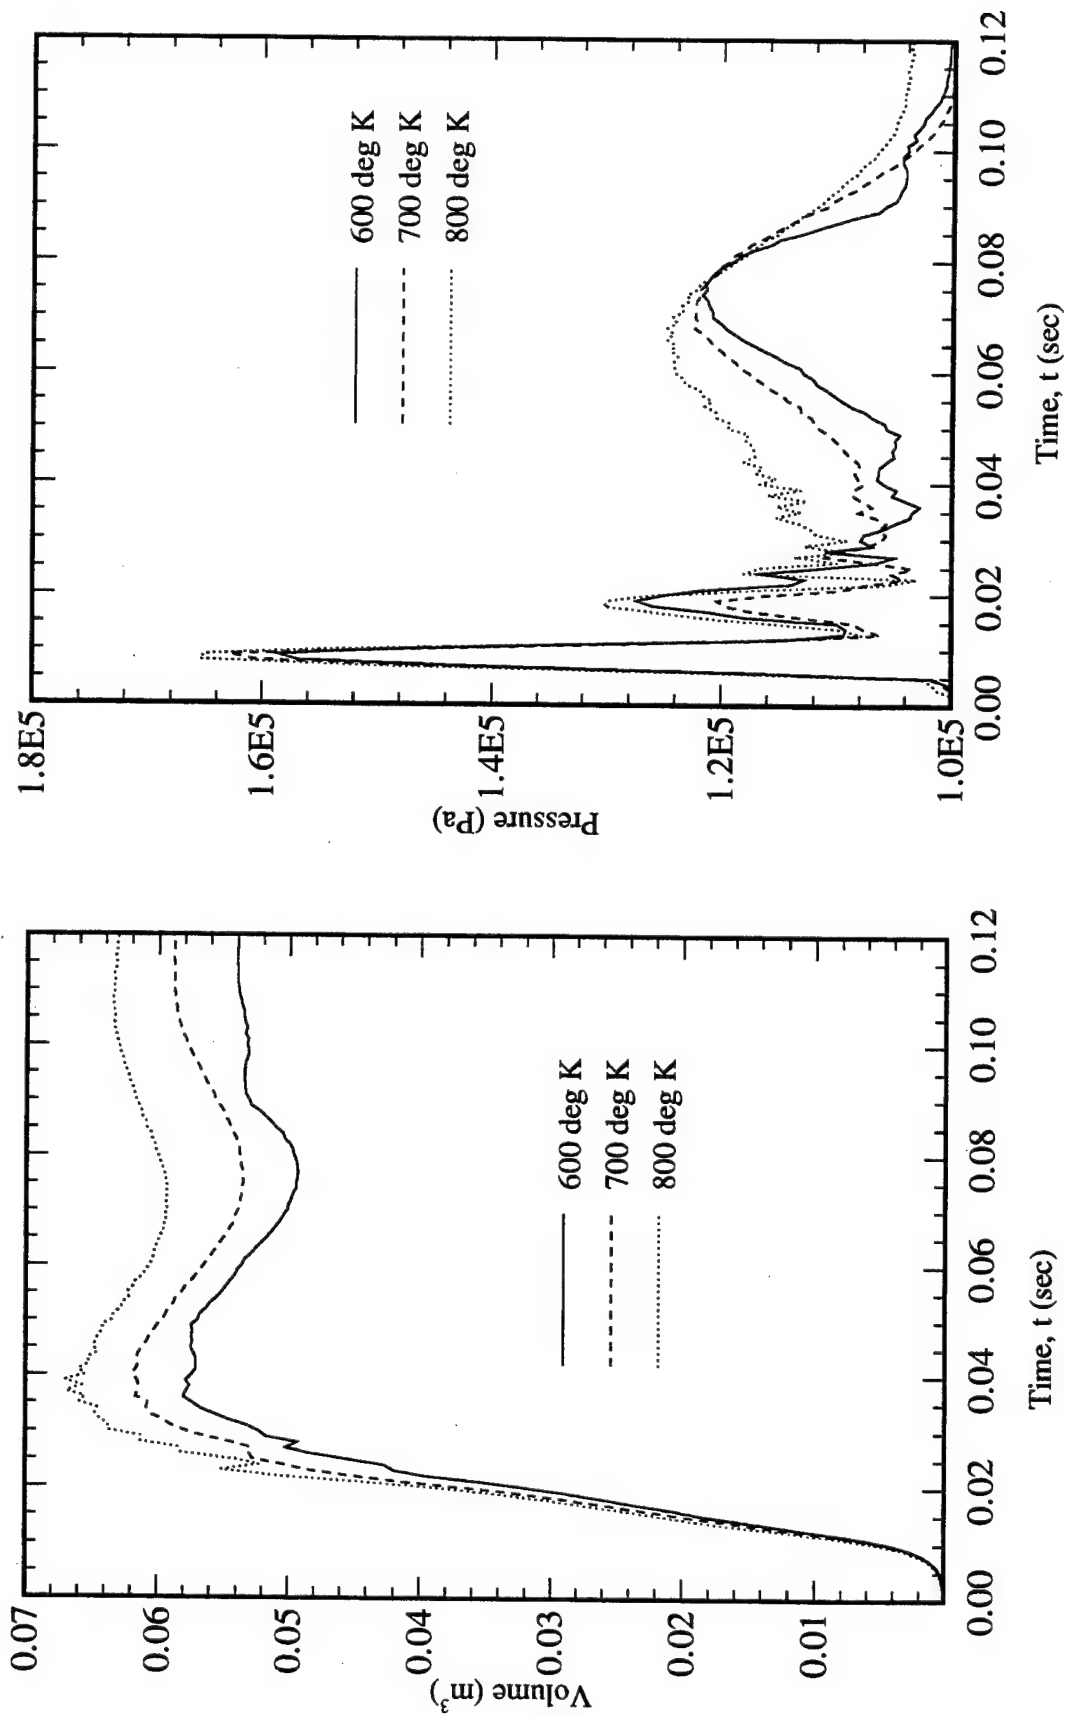 Volume (m³)
0.07
0.06
0.05
0.04
0.03
0.02
0.01
600 deg K
700 deg K
800 deg K
0.00
0.02
0.04
0.06
0.08
0.10
0.12
Time, t (sec)
Pressure (Pa)
1.8E5
1.6E5
1.4E5
1.2E5
1.0E5
600 deg K
700 deg K
800 deg K
0.00
0.02
0.04
0.06
0.08
0.10
0.12
Time, t (sec)